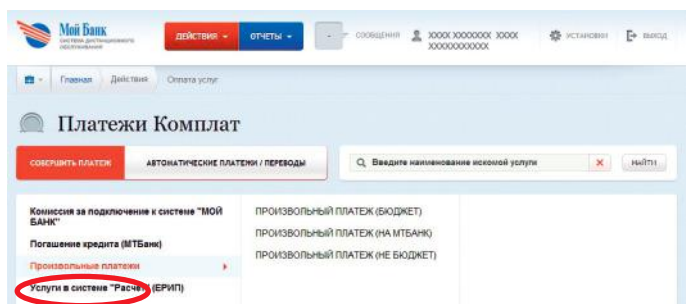 Мой Банк
СИСТЕМА ДИСТАНЦИОННОГО
ОБСЛУЖИВАНИЯ
ДЕЙСТВИЯ
ОТЧЕТЫ
-
СООБЩЕНИЯ
XXXX XXXXXXX XXXX
XXXXXXXXXXX
УСТАНОВКИ
ВЫХОД
Главная
Действия
Оплата услуг
Платежи Комплат
СОВЕРШИТЬ ПЛАТЕЖ
АВТОМАТИЧЕСКИЕ ПЛАТЕЖИ / ПЕРЕВОДЫ
Введите наименование искомой услуги
НАЙТИ
Комиссия за подключение к системе "МОЙ
БАНК"
Погашение кредита (МТБанк)
Произвольные платежи
Услуги в системе "Расчет" (ЕРИП)
ПРОИЗВОЛЬНЫЙ ПЛАТЕЖ (БЮДЖЕТ)
ПРОИЗВОЛЬНЫЙ ПЛАТЕЖ (НА МТБАНК)
ПРОИЗВОЛЬНЫЙ ПЛАТЕЖ (НЕ БЮДЖЕТ)